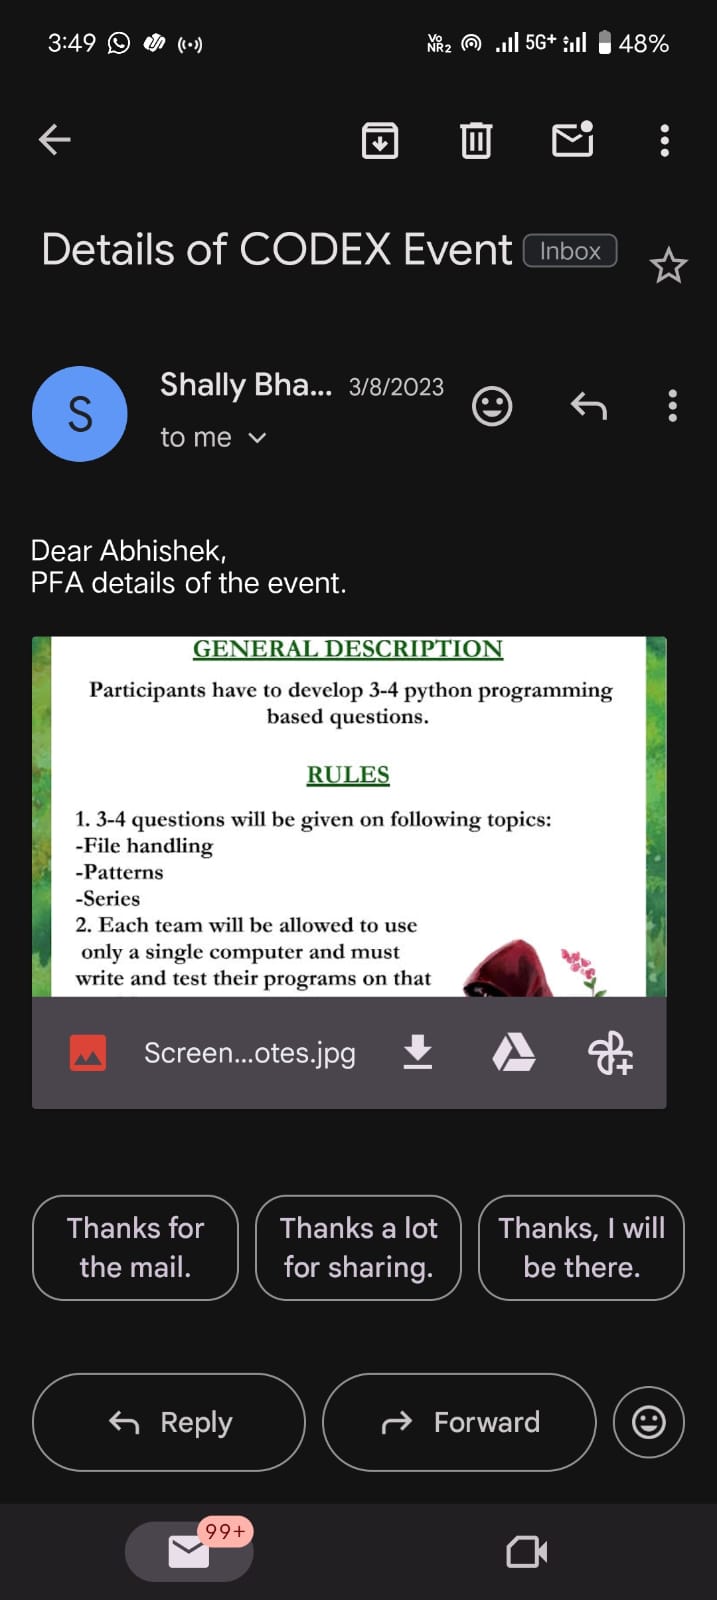 3:49 Vo NR2 5G+ 48%
Details of CODEX Event Inbox
S
Shally Bha... 3/8/2023
to me
Dear Abhishek,
PFA details of the event.
GENERAL DESCRIPTION
Participants have to develop 3-4 python programming
based questions.
RULES
1. 3-4 questions will be given on following topics:
-File handling
-Patterns
-Series
2. Each team will be allowed to use
only a single computer and must
write and test their programs on that
Screen...otes.jpg
Thanks for
the mail.
Thanks a lot
for sharing.
Thanks, I will
be there.
Reply
Forward
99+